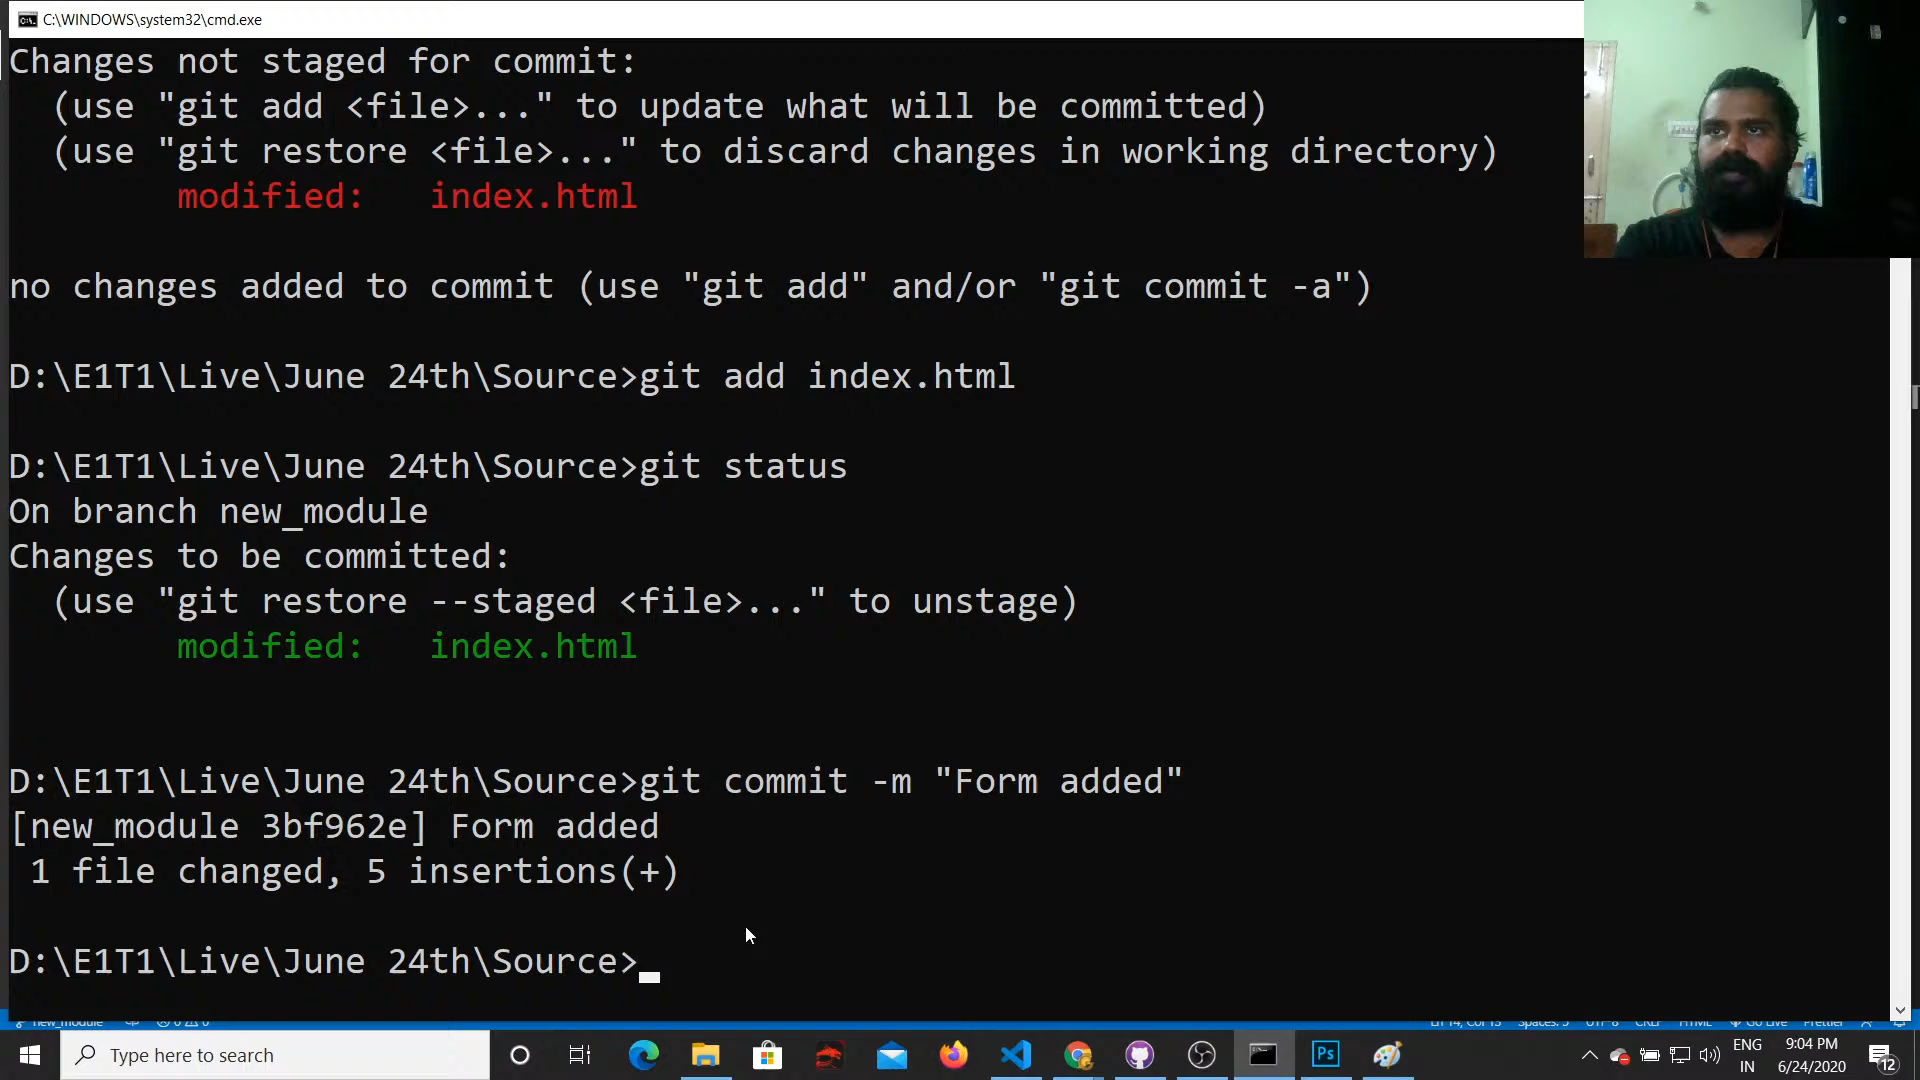 C:\WINDOWS\system32\cmd.exe
Changes not staged for commit:
(use "git add <file>..." to update what will be committed)
(use "git restore <file>..." to discard changes in working directory)
modified: index.html
no changes added to commit (use "git add" and/or "git commit -a")
D:\E1T1\Live\June 24th\Source>git add index.html
D:\E1T1\Live\June 24th\Source>git status
On branch new_module
Changes to be committed:
(use "git restore --staged <file>..." to unstage)
modified: index.html
D:\E1T1\Live\June 24th\Source>git commit -m "Form added"
[new_module 3bf962e] Form added
1 file changed, 5 insertions(+)
D:\E1T1\Live\June 24th\Source>
Type here to search
Ps
ENG
IN
9:04 PM
6/24/2020
12